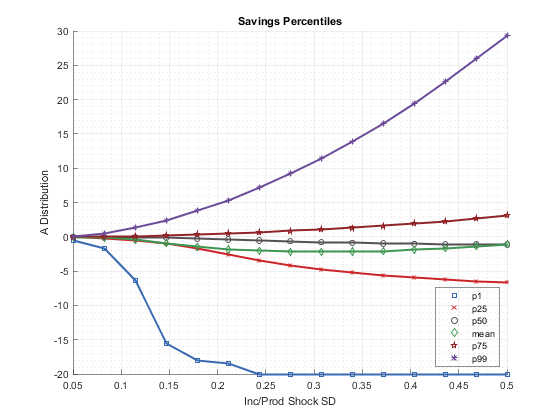 Savings Percentiles
30
25
20
15
10
5
0
-5
-10
-15
-20
A Distribution
p1
p25
p50
mean
p75
p99
0.05 0.1 0.15 0.2 0.25 0.3 0.35 0.4 0.45 0.5
Inc/Prod Shock SD